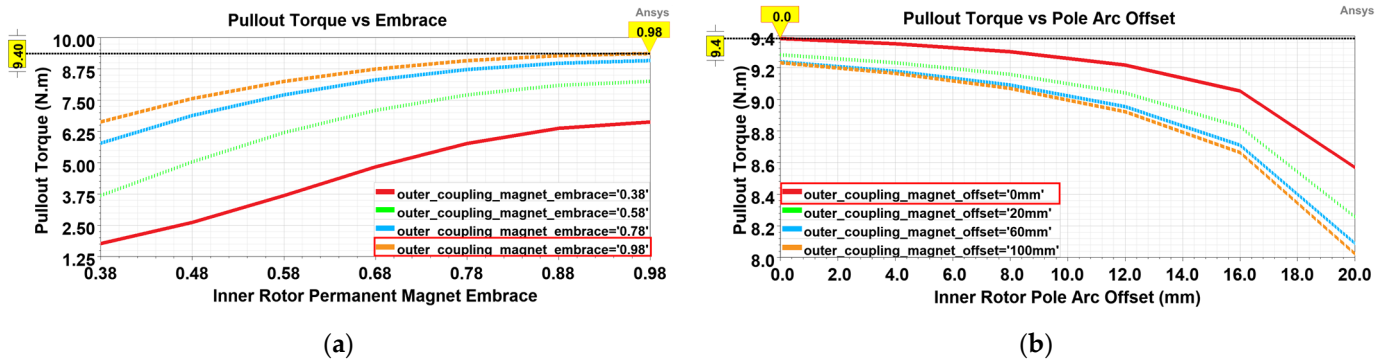 Pullout Torque vs Embrace
Ansys
0.98
9.40
10.00
8.75
7.50
6.25
5.00
3.75
2.50
1.25
Pullout Torque (N.m)
outer_coupling_magnet_embrace='0.38'
outer_coupling_magnet_embrace='0.58'
outer_coupling_magnet_embrace='0.78'
outer_coupling_magnet_embrace='0.98'
0.38 0.48 0.58 0.68 0.78 0.88 0.98
Inner Rotor Permanent Magnet Embrace
(a)
Pullout Torque vs Pole Arc Offset
Ansys
0.0
9.4
9.4
9.2
9.0
8.8
8.6
8.4
8.2
8.0
Pullout Torque (N.m)
outer_coupling_magnet_offset='0mm'
outer_coupling_magnet_offset='20mm'
outer_coupling_magnet_offset='60mm'
outer_coupling_magnet_offset='100mm'
0.0 2.0 4.0 6.0 8.0 10.0 12.0 14.0 16.0 18.0 20.0
Inner Rotor Pole Arc Offset (mm)
(b)